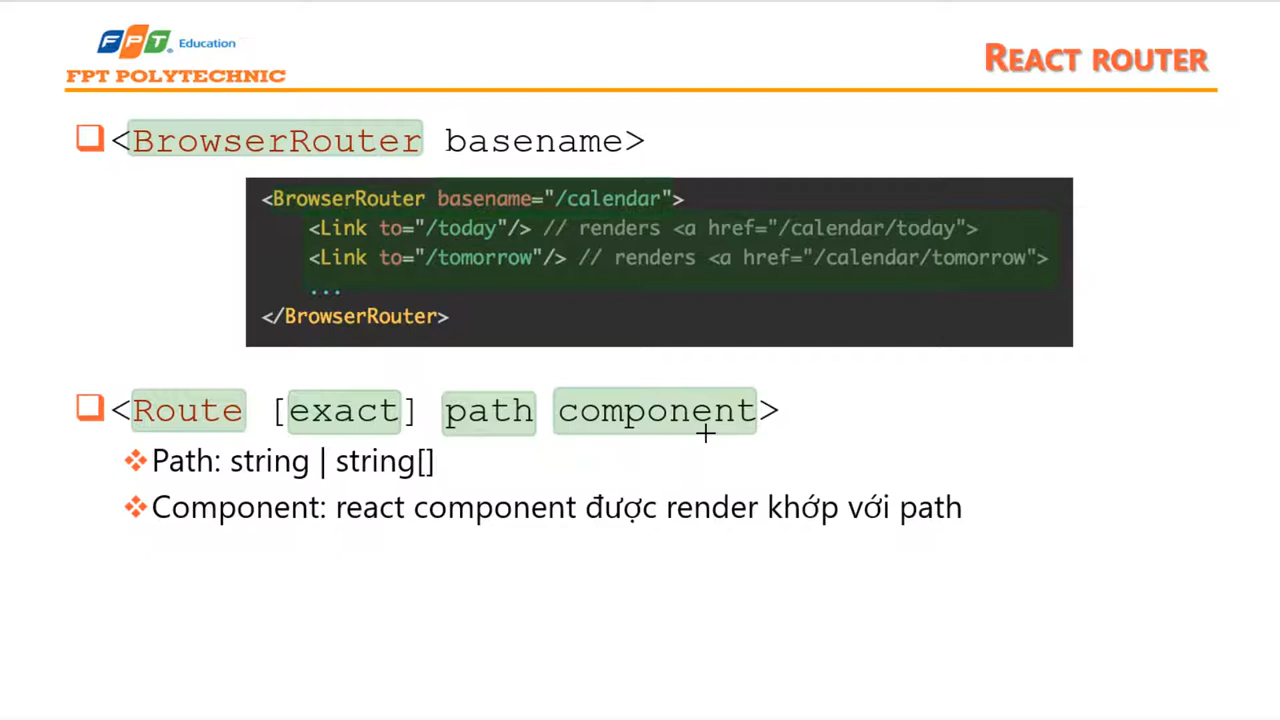 FPT Education
FPT POLYTECHNIC
REACT ROUTER
<BrowserRouter basename>
<BrowserRouter basename="/calendar">
<Link to="/today"/> // renders <a href="/calendar/today">
<Link to="/tomorrow"/> // renders <a href="/calendar/tomorrow">
...
</BrowserRouter>
<Route [exact] path component>
Path: string | string[]
Component: react component được render khớp với path